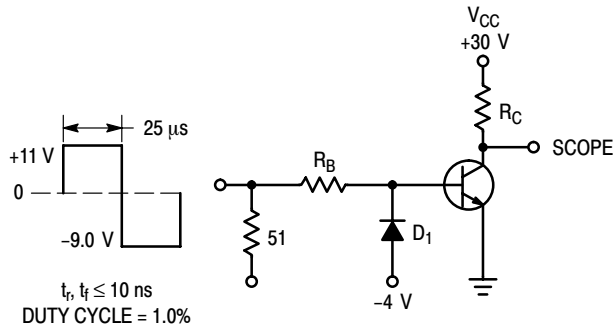 V_CC
+30 V
R_C
SCOPE
25 μs
+11 V
0
−9.0 V
t_r, t_f ≤ 10 ns
DUTY CYCLE = 1.0%
R_B
51
D_1
−4 V